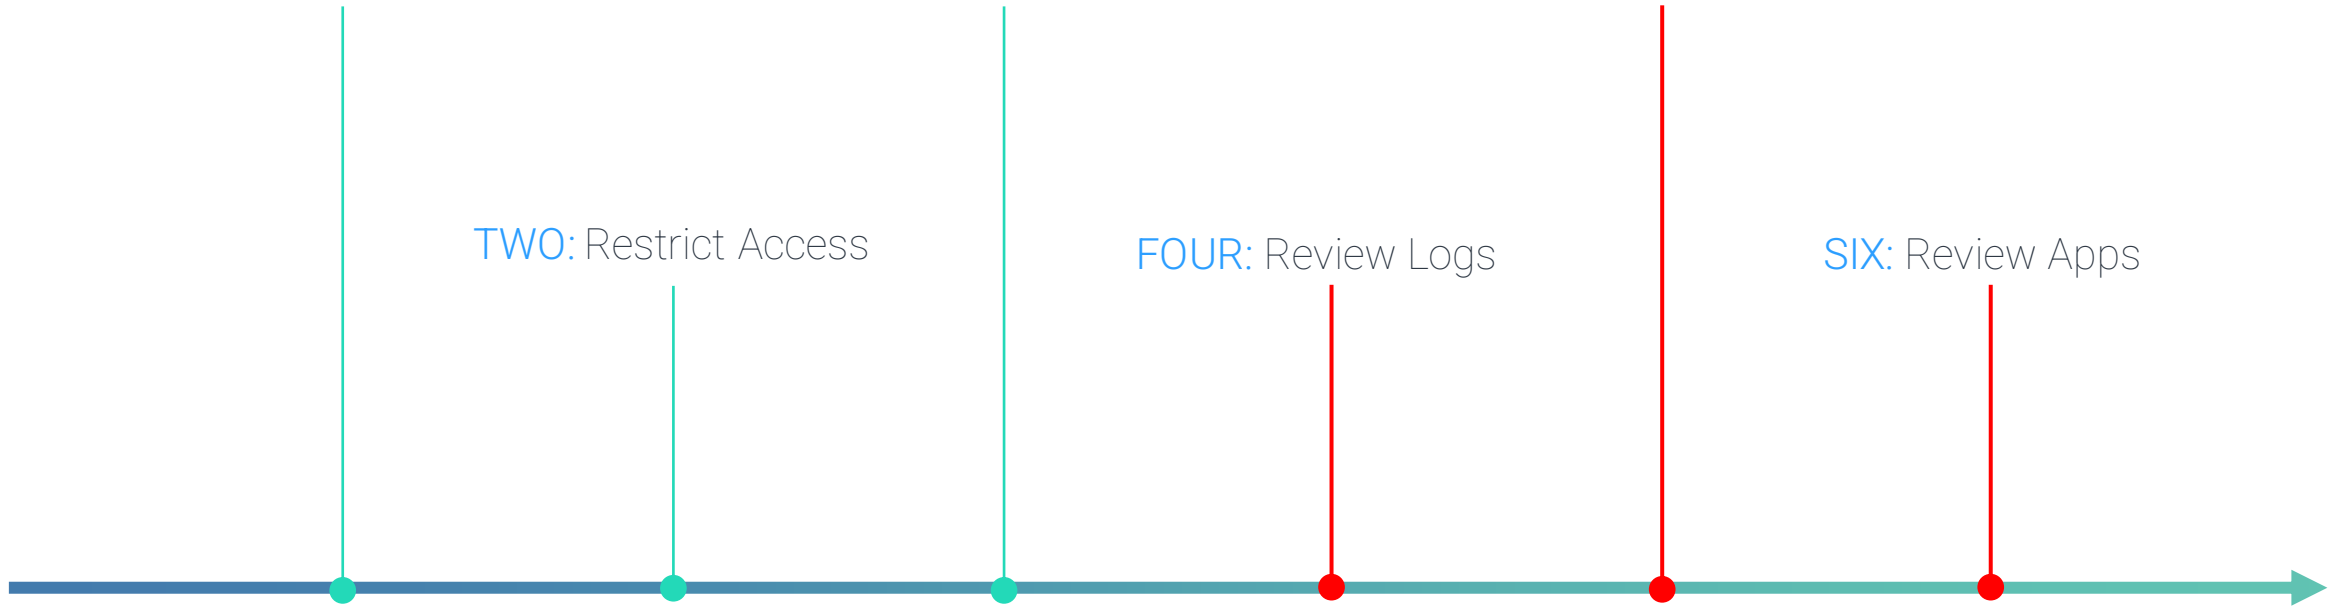 TWO: Restrict Access
FOUR: Review Logs
SIX: Review Apps